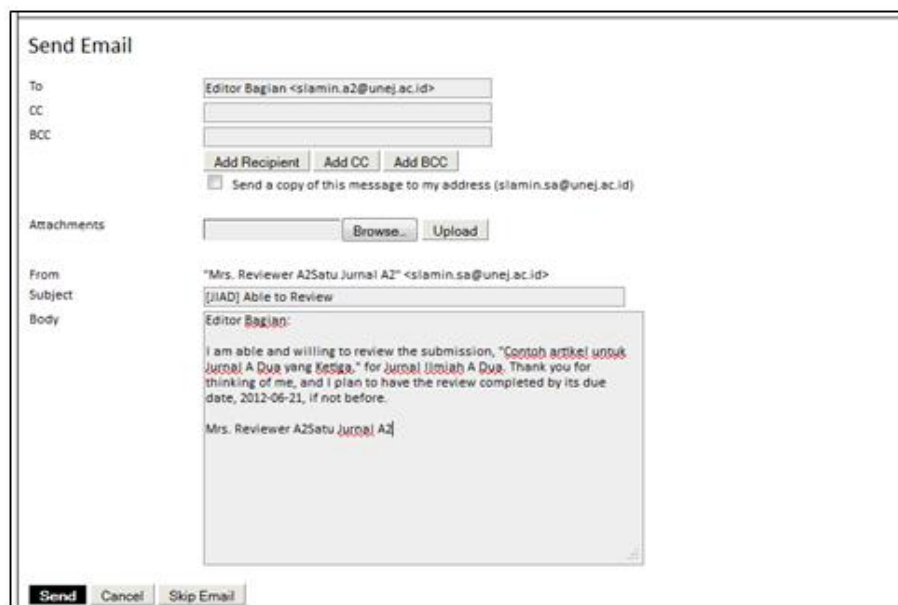 Send Email
To
Editor Bagian <slamin.a2@unej.ac.id>
CC
BCC
Add Recipient Add CC Add BCC
Send a copy of this message to my address (slamin.sa@unej.ac.id)
Attachments
Browse.. Upload
From
"Mrs. Reviewer A2Satu Jurnal A2" <slamin.sa@unej.ac.id>
Subject
[JIAD] Able to Review
Body
Editor Bagian:
I am able and willing to review the submission, "Contoh artikel untuk
Jurnal A Dua yang Ketiga," for Jurnal Ilmiah A Dua. Thank you for
thinking of me, and I plan to have the review completed by its due
date, 2012-06-21, if not before.
Mrs. Reviewer A2Satu Jurnal A2
Send Cancel Skip Email